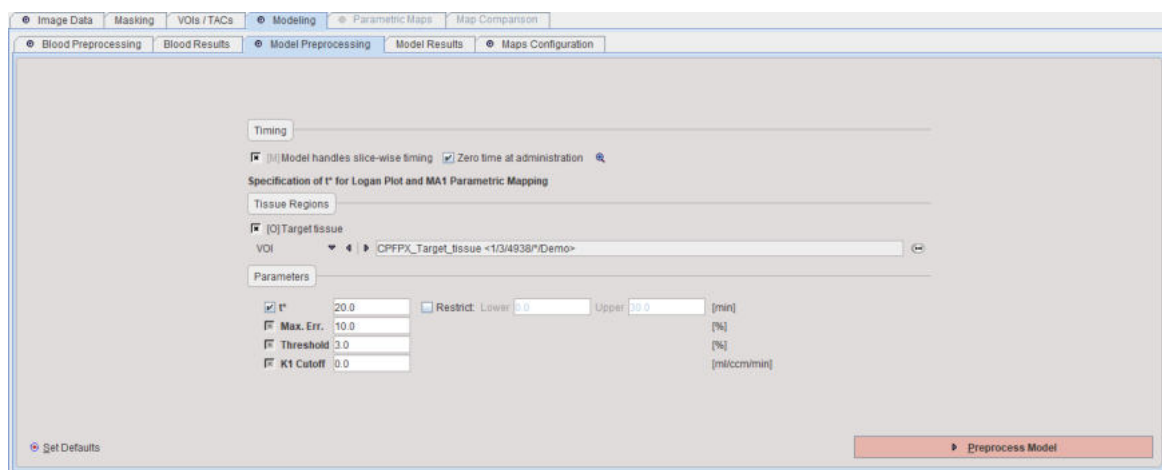 Image Data Masking VOIs / TACs Modeling Parametric Maps Map Comparison
Blood Preprocessing Blood Results Model Preprocessing Model Results Maps Configuration
Timing
[M] Model handles slice-wise timing Zero time at administration
Specification of t* for Logan Plot and MA1 Parametric Mapping
Tissue Regions
[O] Target tissue
VOI CPFPX_Target_tissue <1/3/4938/*/Demo>
Parameters
t* 20.0 Restrict: Lower 0.0 Upper 30.0 [min]
Max. Err. 10.0 [%]
Threshold 3.0 [%]
K1 Cutoff 0.0 [ml/ccm/min]
Set Defaults Preprocess Model